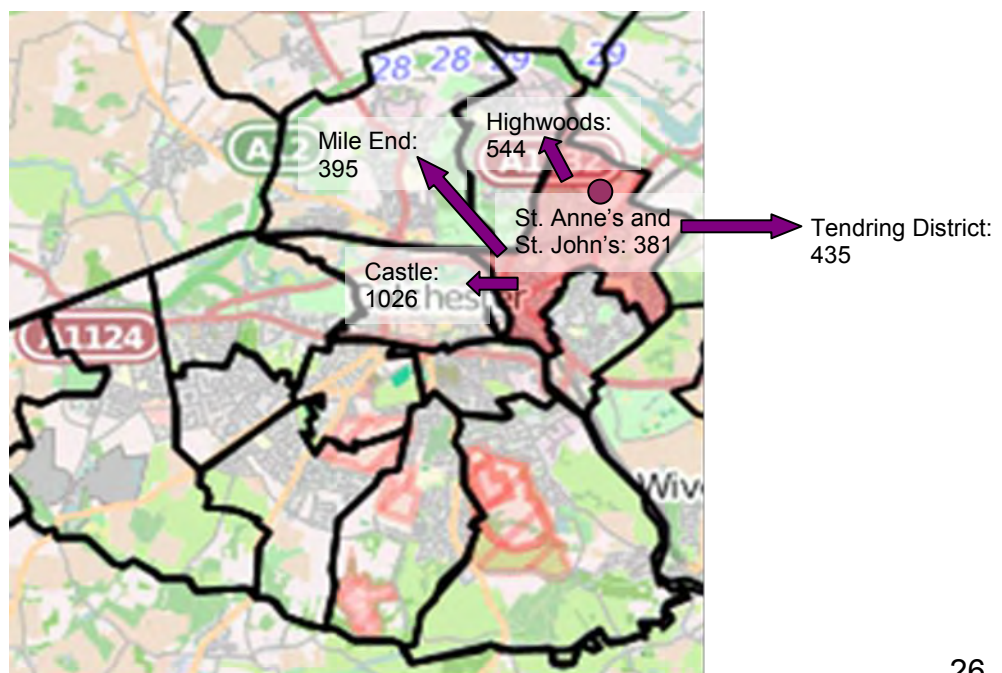 28 28 29 29
Highwoods:
544
Mile End:
395
St. Anne's and
St. John's: 381
Tendring District:
435
Castle:
1026
A1124
Wiv
26